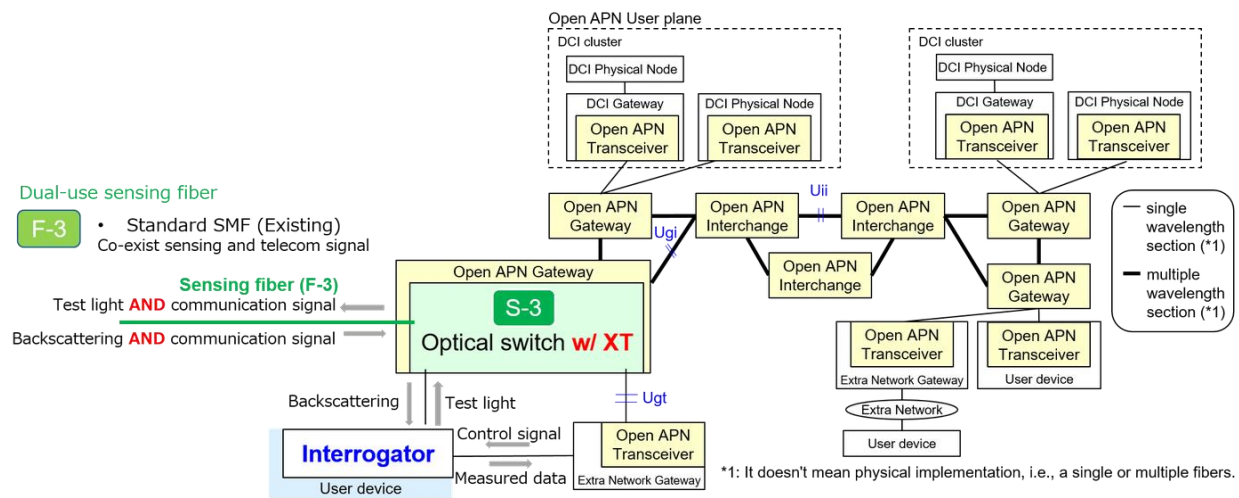 Open APN User plane
DCI cluster
DCI Physical Node
DCI Gateway
Open APN
Transceiver
DCI Physical Node
Open APN
Transceiver
DCI cluster
DCI Physical Node
DCI Gateway
Open APN
Transceiver
DCI Physical Node
Open APN
Transceiver
Dual-use sensing fiber
F-3
• Standard SMF (Existing)
Co-exist sensing and telecom signal
Open APN
Gateway
Ugi
Open APN
Interchange
Uii
Open APN
Interchange
Open APN
Gateway
Open APN
Interchange
Open APN
Gateway
single
wavelength
section (*1)
multiple
wavelength
section (*1)
Sensing fiber (F-3)
Test light AND communication signal
Backscattering AND communication signal
Open APN Gateway
S-3
Optical switch w/ XT
Open APN
Transceiver
Extra Network Gateway
Open APN
Transceiver
User device
Extra Network
User device
Backscattering
Test light
Ugt
Control signal
Interrogator
User device
Measured data
Open APN
Transceiver
Extra Network Gateway
*1: It doesn't mean physical implementation, i.e., a single or multiple fibers.